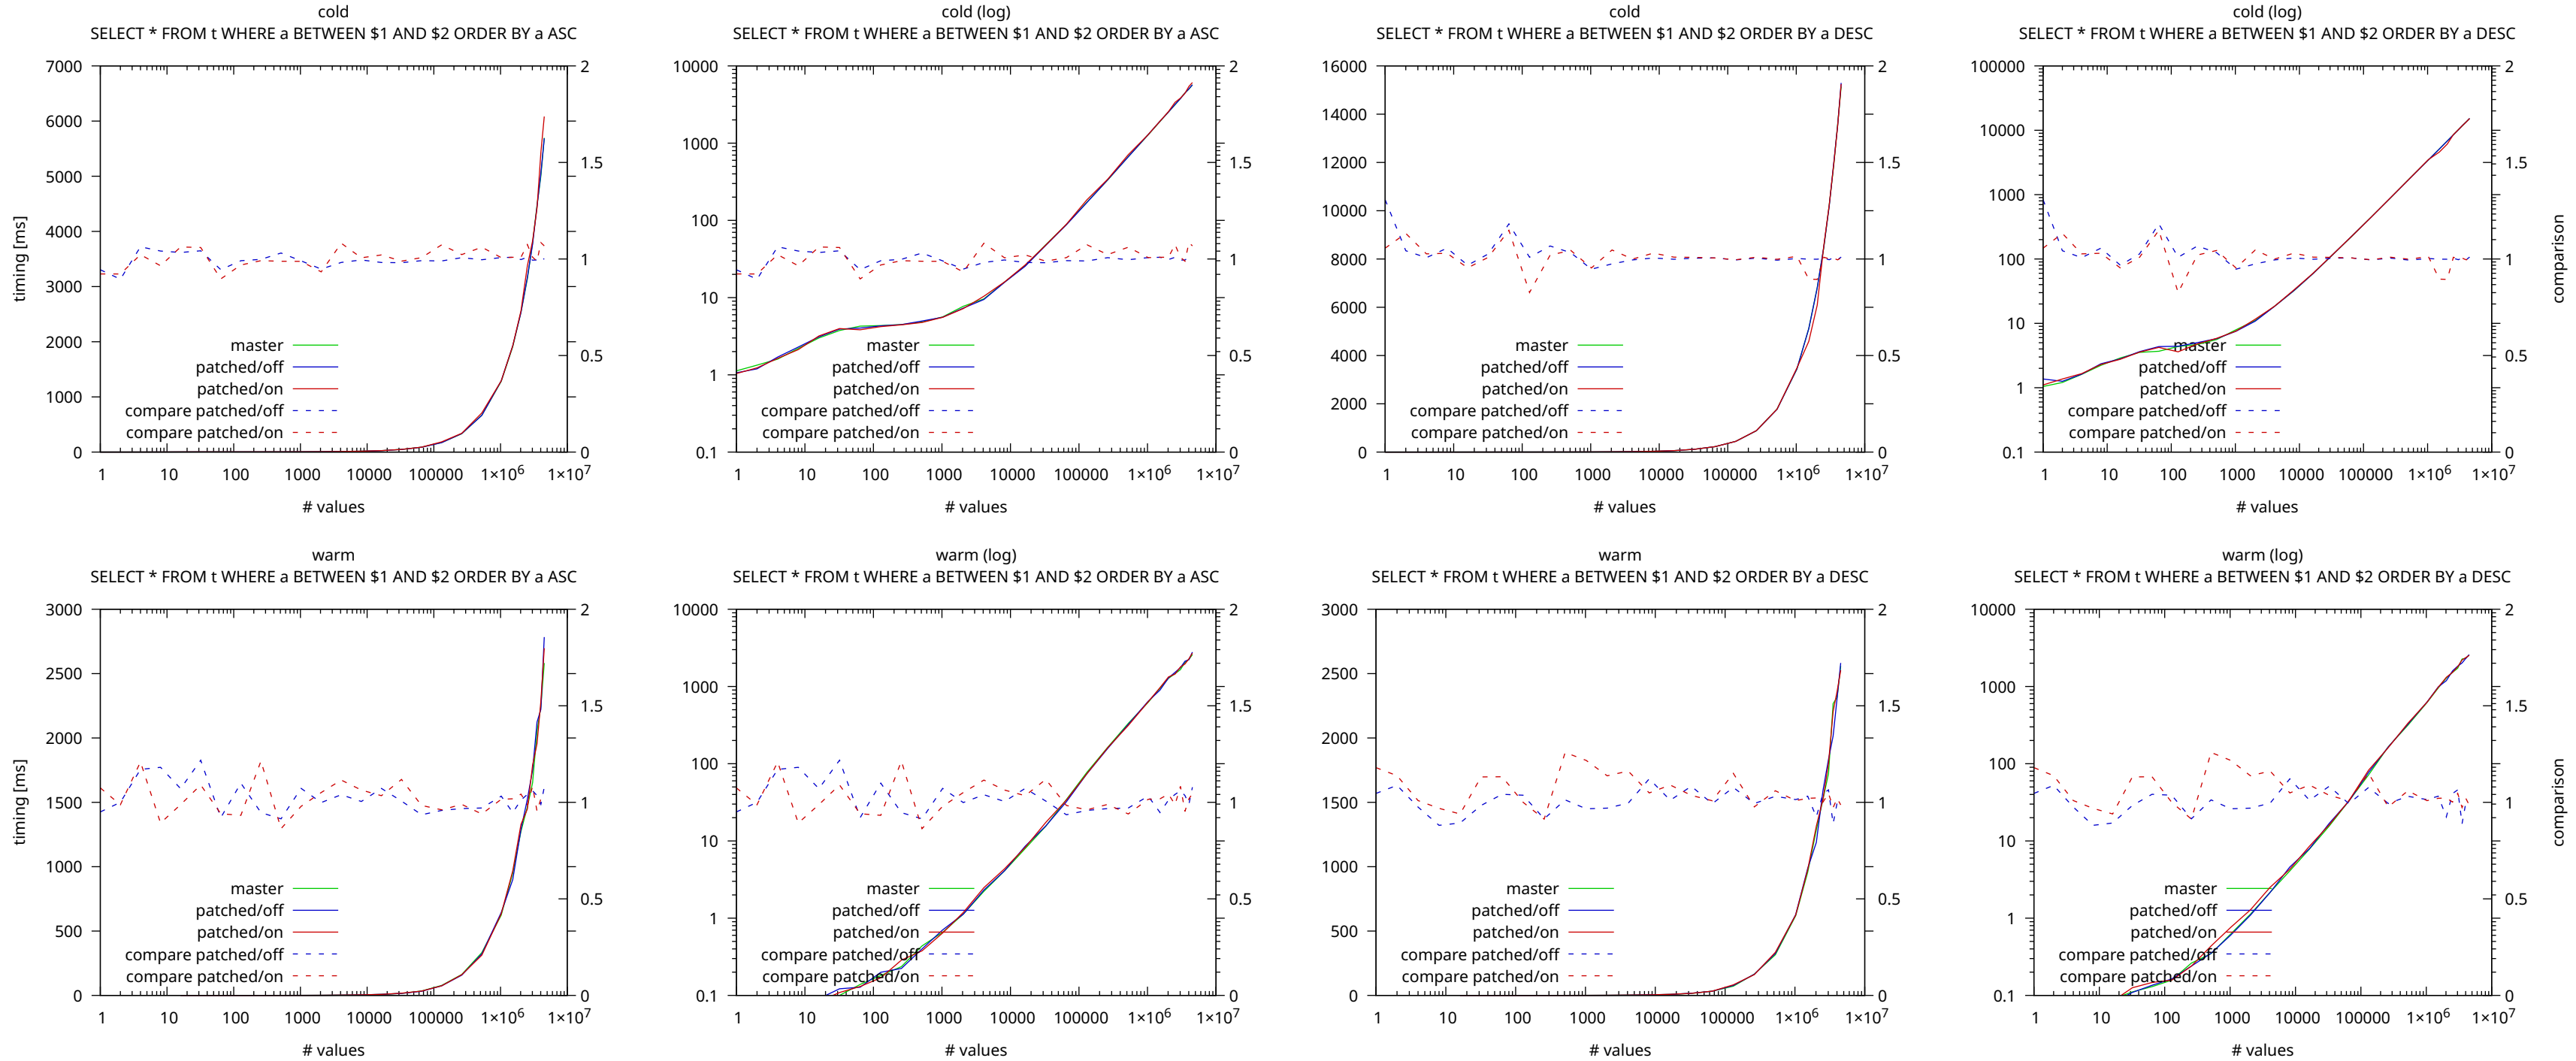 cold
SELECT * FROM t WHERE a BETWEEN $1 AND $2 ORDER BY a ASC
7000
6000
5000
4000
3000
2000
1000
0
2
1.5
1
0.5
0
timing [ms]
master
patched/off
patched/on
compare patched/off
compare patched/on
1 10 100 1000 10000 100000 1×10⁶ 1×10⁷
# values
cold (log)
SELECT * FROM t WHERE a BETWEEN $1 AND $2 ORDER BY a ASC
10000
1000
100
10
1
0.1
2
1.5
1
0.5
0
master
patched/off
patched/on
compare patched/off
compare patched/on
1 10 100 1000 10000 100000 1×10⁶ 1×10⁷
# values
cold
SELECT * FROM t WHERE a BETWEEN $1 AND $2 ORDER BY a DESC
16000
14000
12000
10000
8000
6000
4000
2000
0
2
1.5
1
0.5
0
master
patched/off
patched/on
compare patched/off
compare patched/on
1 10 100 1000 10000 100000 1×10⁶ 1×10⁷
# values
cold (log)
SELECT * FROM t WHERE a BETWEEN $1 AND $2 ORDER BY a DESC
100000
10000
1000
100
10
1
0.1
2
1.5
1
0.5
0
comparison
master
patched/off
patched/on
compare patched/off
compare patched/on
1 10 100 1000 10000 100000 1×10⁶ 1×10⁷
# values
warm
SELECT * FROM t WHERE a BETWEEN $1 AND $2 ORDER BY a ASC
3000
2500
2000
1500
1000
500
0
2
1.5
1
0.5
0
timing [ms]
master
patched/off
patched/on
compare patched/off
compare patched/on
1 10 100 1000 10000 100000 1×10⁶ 1×10⁷
# values
warm (log)
SELECT * FROM t WHERE a BETWEEN $1 AND $2 ORDER BY a ASC
10000
1000
100
10
1
0.1
2
1.5
1
0.5
0
master
patched/off
patched/on
compare patched/off
compare patched/on
1 10 100 1000 10000 100000 1×10⁶ 1×10⁷
# values
warm
SELECT * FROM t WHERE a BETWEEN $1 AND $2 ORDER BY a DESC
3000
2500
2000
1500
1000
500
0
2
1.5
1
0.5
0
master
patched/off
patched/on
compare patched/off
compare patched/on
1 10 100 1000 10000 100000 1×10⁶ 1×10⁷
# values
warm (log)
SELECT * FROM t WHERE a BETWEEN $1 AND $2 ORDER BY a DESC
10000
1000
100
10
1
0.1
2
1.5
1
0.5
0
comparison
master
patched/off
patched/on
compare patched/off
compare patched/on
1 10 100 1000 10000 100000 1×10⁶ 1×10⁷
# values